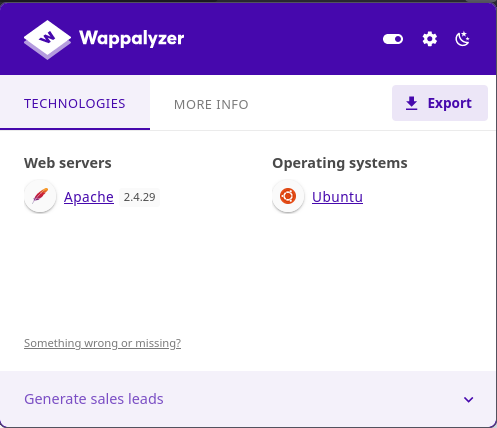 Wappalyzer
TECHNOLOGIES
MORE INFO
Export
Web servers
Apache 2.4.29
Operating systems
Ubuntu
Something wrong or missing?
Generate sales leads